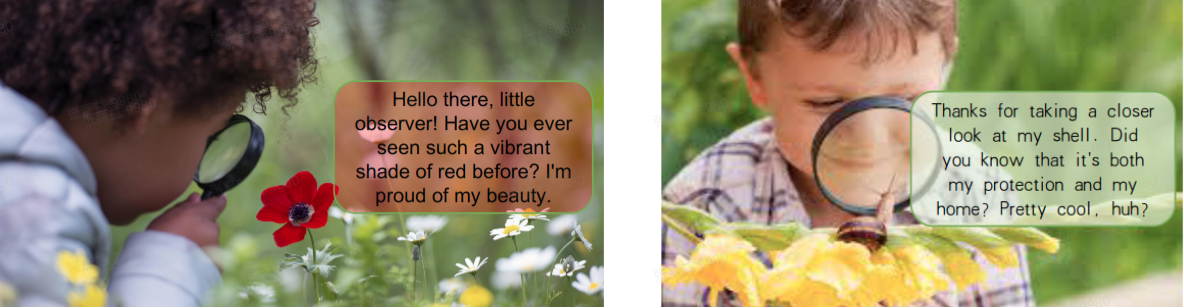 Hello there, little
observer! Have you ever
seen such a vibrant
shade of red before? I'm
proud of my beauty.
Thanks for taking a closer
look at my shell. Did
you know that it's both
my protection and my
home? Pretty cool, huh?